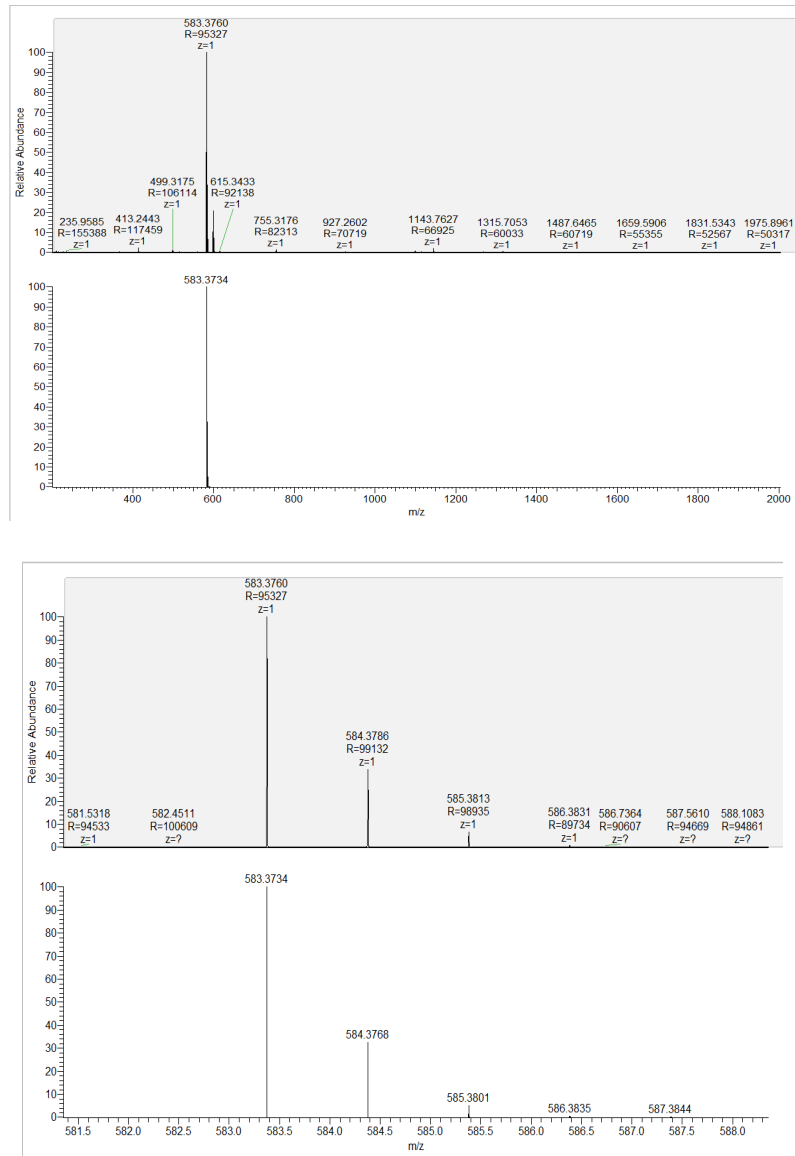 583.3760
R=95327
z=1
Relative Abundance
100
90
80
70
60
50
40
30
20
10
0
235.9585
R=155388
z=1
413.2443
R=117459
z=1
499.3175
R=106114
z=1
615.3433
R=92138
z=1
755.3176
R=82313
z=1
927.2602
R=70719
z=1
1143.7627
R=66925
z=1
1315.7053
R=60033
z=1
1487.6465
R=60719
z=1
1659.5906
R=55355
z=1
1831.5343
R=52567
z=1
1975.8961
R=50317
z=1
583.3734
100
90
80
70
60
50
40
30
20
10
0
400 600 800 1000 1200 1400 1600 1800 2000
m/z
583.3760
R=95327
z=1
Relative Abundance
100
90
80
70
60
50
40
30
20
10
0
581.5318
R=94533
z=1
582.4511
R=100609
z=?
584.3786
R=99132
z=1
585.3813
R=98935
z=1
586.3831
R=89734
z=1
586.7364
R=90607
z=?
587.5610
R=94669
z=?
588.1083
R=94861
z=?
583.3734
100
90
80
70
60
50
40
30
20
10
0
584.3768
585.3801
586.3835
587.3844
581.5 582.0 582.5 583.0 583.5 584.0 584.5 585.0 585.5 586.0 586.5 587.0 587.5 588.0
m/z